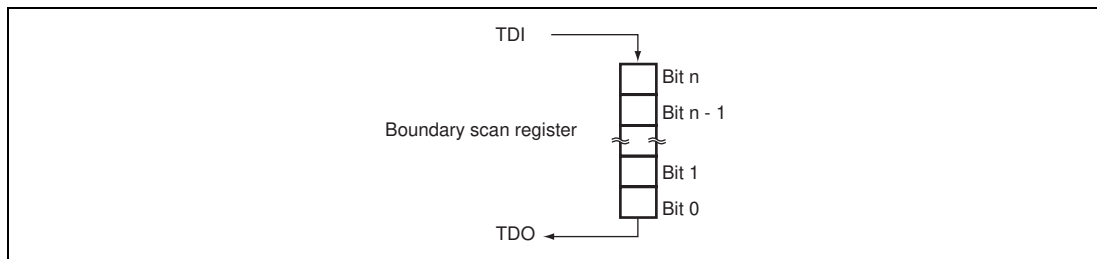 TDI
Bit n
Bit n - 1
Boundary scan register
Bit 1
Bit 0
TDO